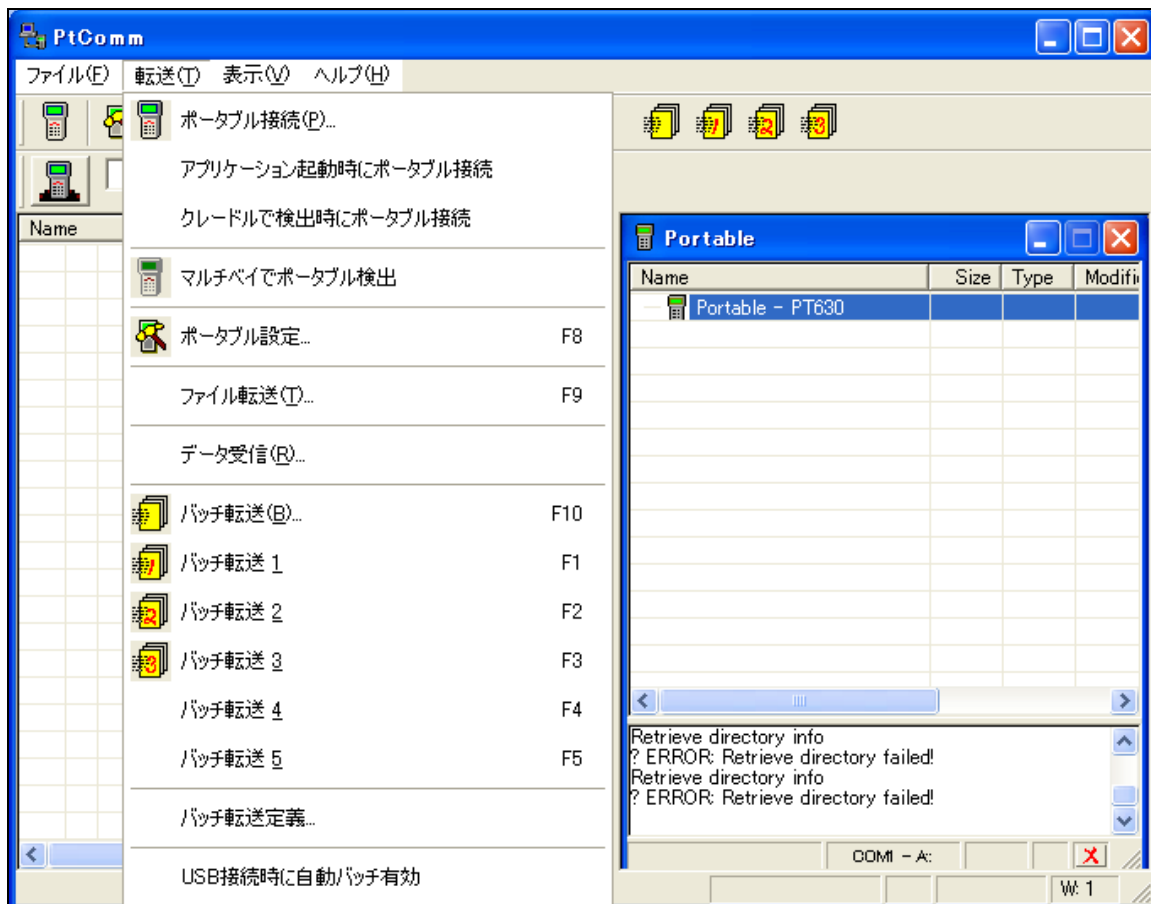 PtComm
ファイル(F) 転送(T) 表示(V) ヘルプ(H)
ポータブル接続(P)...
アプリケーション起動時にポータブル接続
クレードルで検出時にポータブル接続
マルチベイでポータブル検出
ポータブル設定... F8
ファイル転送(T)... F9
データ受信(R)...
バッチ転送(B)... F10
バッチ転送 1 F1
バッチ転送 2 F2
バッチ転送 3 F3
バッチ転送 4 F4
バッチ転送 5 F5
バッチ転送定義...
USB接続時に自動バッチ有効
1 2 3
Name
Portable
Name Size Type Modifi
Portable - PT630
Retrieve directory info
? ERROR: Retrieve directory failed!
Retrieve directory info
? ERROR: Retrieve directory failed!
COM1 - A:
W: 1